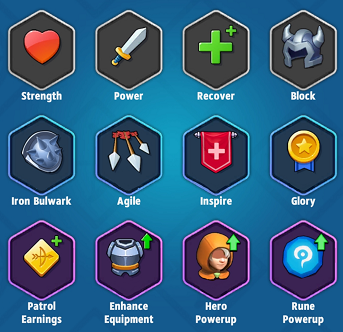 Strength Power Recover Block
Iron Bulwark Agile Inspire Glory
Patrol Enhance Hero Rune
Earnings Equipment Powerup Powerup